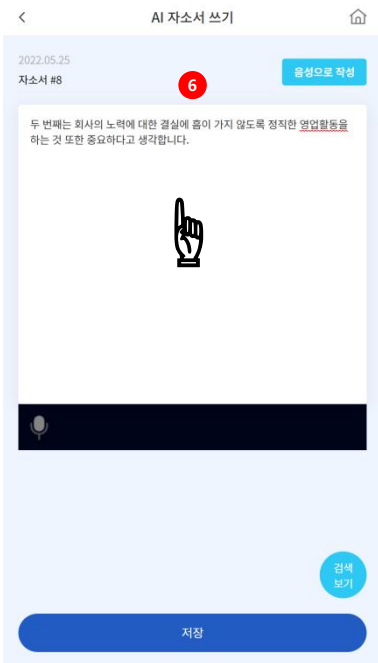 AI 자소서 쓰기
2022.05.25
자소서 #8
음성으로 작성
6
두 번째는 회사의 노력에 대한 결실에 흠이 가지 않도록 정직한 영업활동을
하는 것 또한 중요하다고 생각합니다.
검색
보기
저장